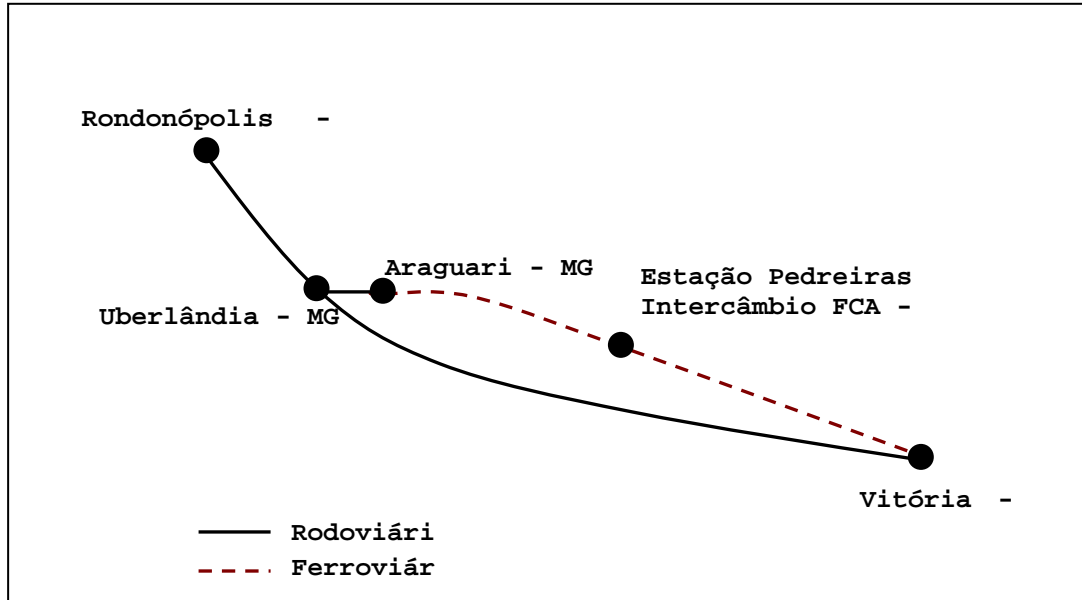 Rondonópolis -
Araguari - MG
Estação Pedreiras
Intercâmbio FCA -
Uberlândia - MG
Vitória -
Rodoviári
Ferroviár